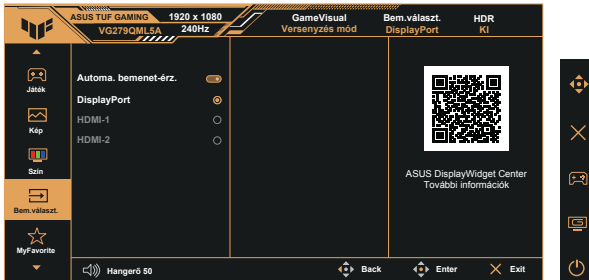 ASUS TUF GAMING
VG279QML5A
1920 x 1080
240Hz
GameVisual
Versenyzés mód
Bem.választ.
DisplayPort
HDR
KI
Játék
Kép
Szín
Bem.választ.
MyFavorite
Automa. bemenet-érz.
DisplayPort
HDMI-1
HDMI-2
ASUS DisplayWidget Center
További információk
Hangerő 50
Back
Enter
Exit